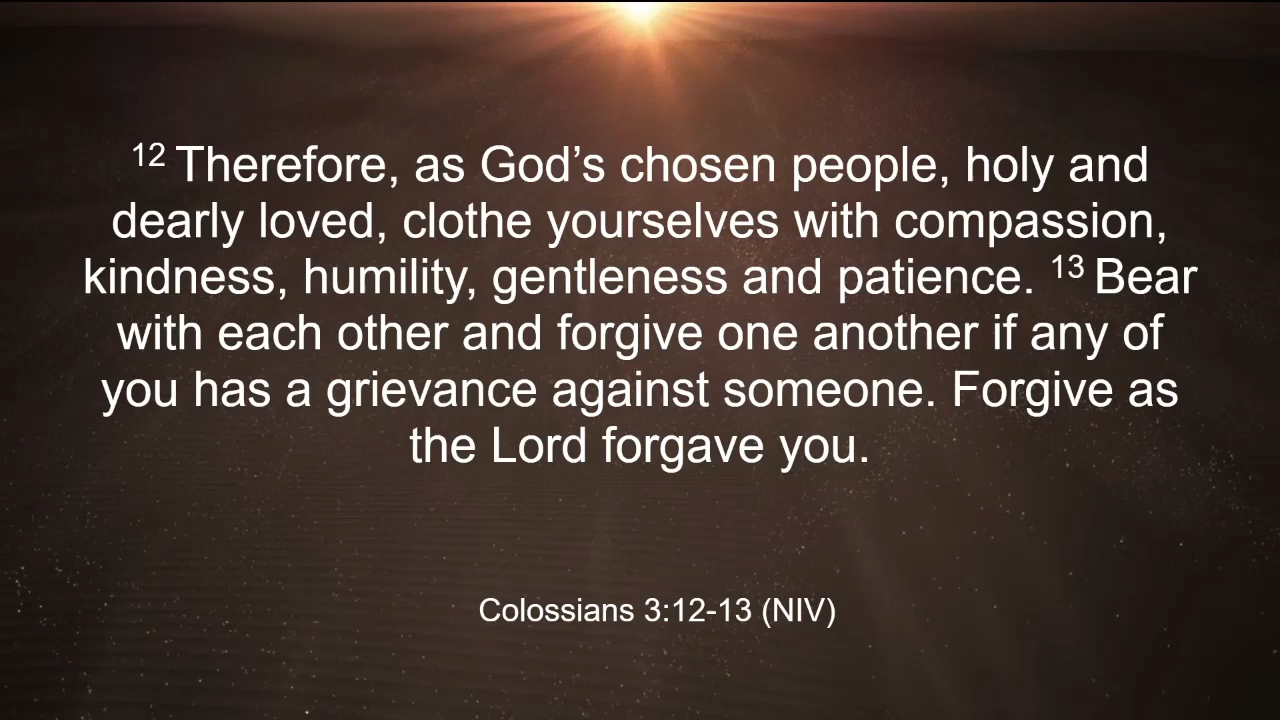 12 Therefore, as God’s chosen people, holy and
dearly loved, clothe yourselves with compassion,
kindness, humility, gentleness and patience. 13 Bear
with each other and forgive one another if any of
you has a grievance against someone. Forgive as
the Lord forgave you.
Colossians 3:12-13 (NIV)